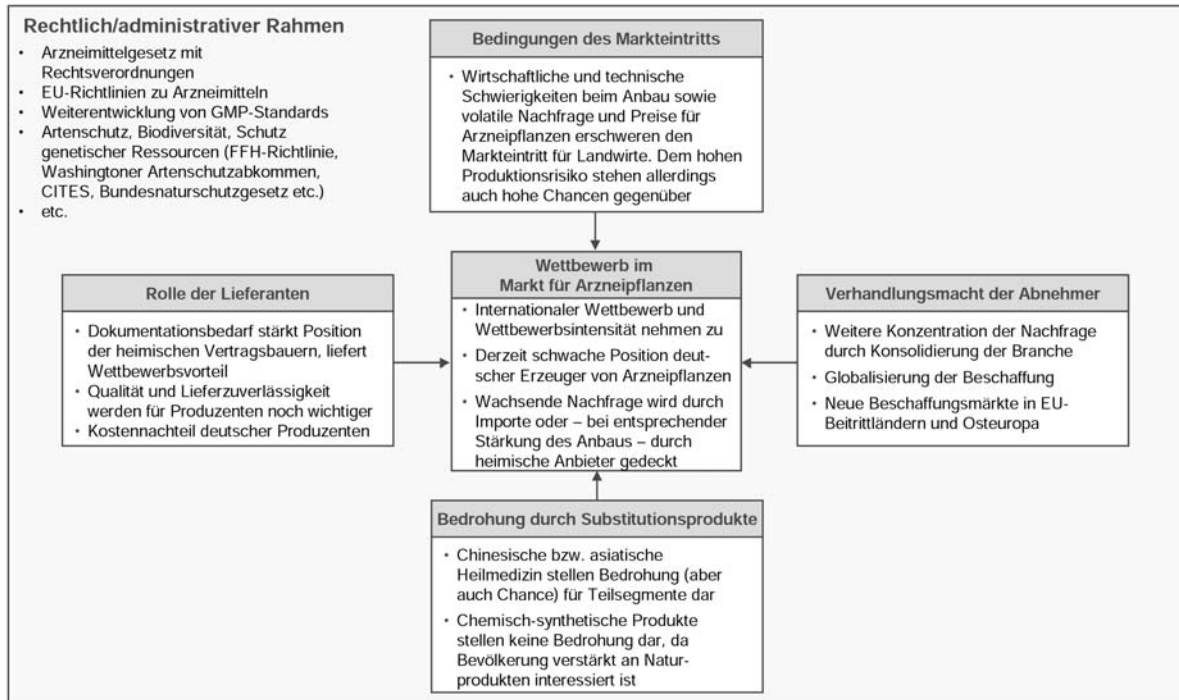 Rechtlich/administrativer Rahmen
• Arzneimittelgesetz mit
Rechtsverordnungen
• EU-Richtlinien zu Arzneimitteln
• Weiterentwicklung von GMP-Standards
• Artenschutz, Biodiversität, Schutz
genetischer Ressourcen (FFH-Richtlinie,
Washingtoner Artenschutzabkommen,
CITES, Bundesnaturschutzgesetz etc.)
• etc.
Bedingungen des Markteintritts
• Wirtschaftliche und technische
Schwierigkeiten beim Anbau sowie
volatile Nachfrage und Preise für
Arzneipflanzen erschweren den
Markteintritt für Landwirte. Dem hohen
Produktionsrisiko stehen allerdings
auch hohe Chancen gegenüber
Rolle der Lieferanten
• Dokumentationsbedarf stärkt Position
der heimischen Vertragsbauern, liefert
Wettbewerbsvorteil
• Qualität und Lieferzuverlässigkeit
werden für Produzenten noch wichtiger
• Kostennachteil deutscher Produzenten
Wettbewerb im
Markt für Arzneipflanzen
• Internationaler Wettbewerb und
Wettbewerbsintensität nehmen zu
• Derzeit schwache Position deut-
scher Erzeuger von Arzneipflanzen
• Wachsende Nachfrage wird durch
Importe oder – bei entsprechender
Stärkung des Anbaus – durch
heimische Anbieter gedeckt
Verhandlungsmacht der Abnehmer
• Weitere Konzentration der Nachfrage
durch Konsolidierung der Branche
• Globalisierung der Beschaffung
• Neue Beschaffungsmärkte in EU-
Beitrittländern und Osteuropa
Bedrohung durch Substitutionsprodukte
• Chinesische bzw. asiatische
Heilmedizin stellen Bedrohung (aber
auch Chance) für Teilsegmente dar
• Chemisch-synthetische Produkte
stellen keine Bedrohung dar, da
Bevölkerung verstärkt an Natur-
produkten interessiert ist